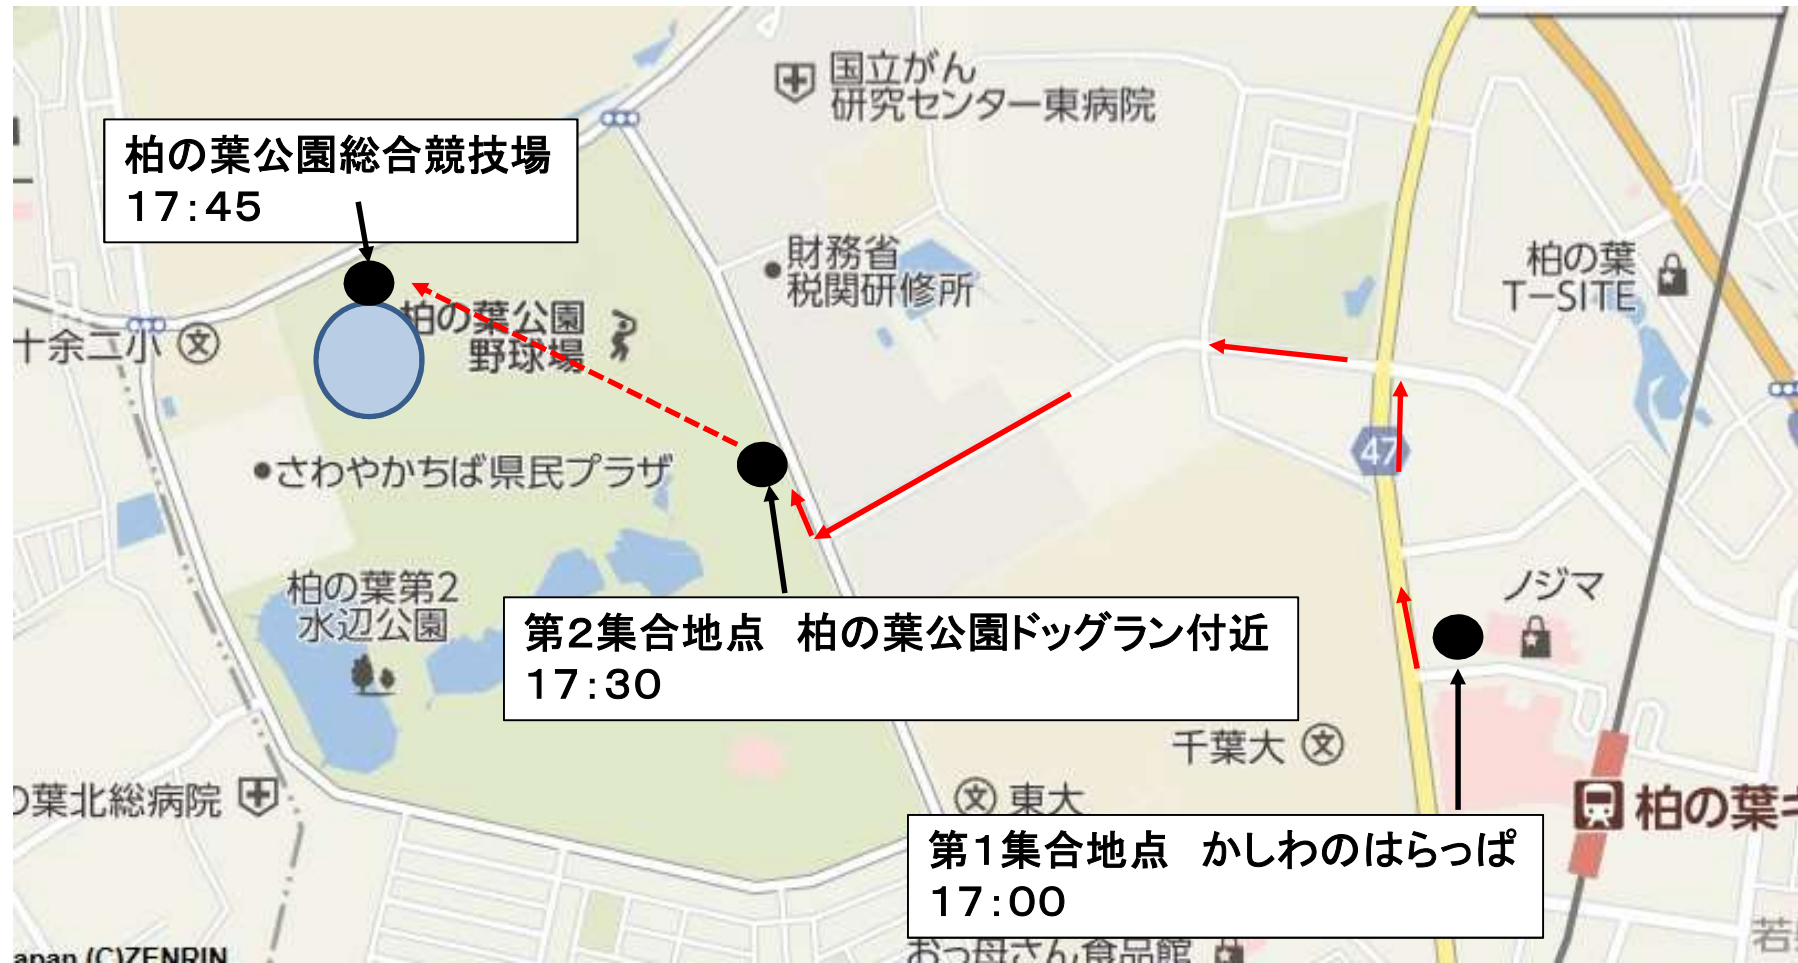 国立がん
研究センター東病院
柏の葉公園総合競技場
17:45
財務省
税関研修所
柏の葉
T-SITE
柏の葉公園
野球場
十余二小
文
47
さわやかちば県民プラザ
柏の葉第2
水辺公園
ノジマ
第2集合地点　柏の葉公園ドッグラン付近
17:30
千葉大
文
の葉北総病院
文
東大
柏の葉キ
第1集合地点　かしわのはらっぱ
17:00
おっ母さん食品館
若
apan (C)ZENRIN